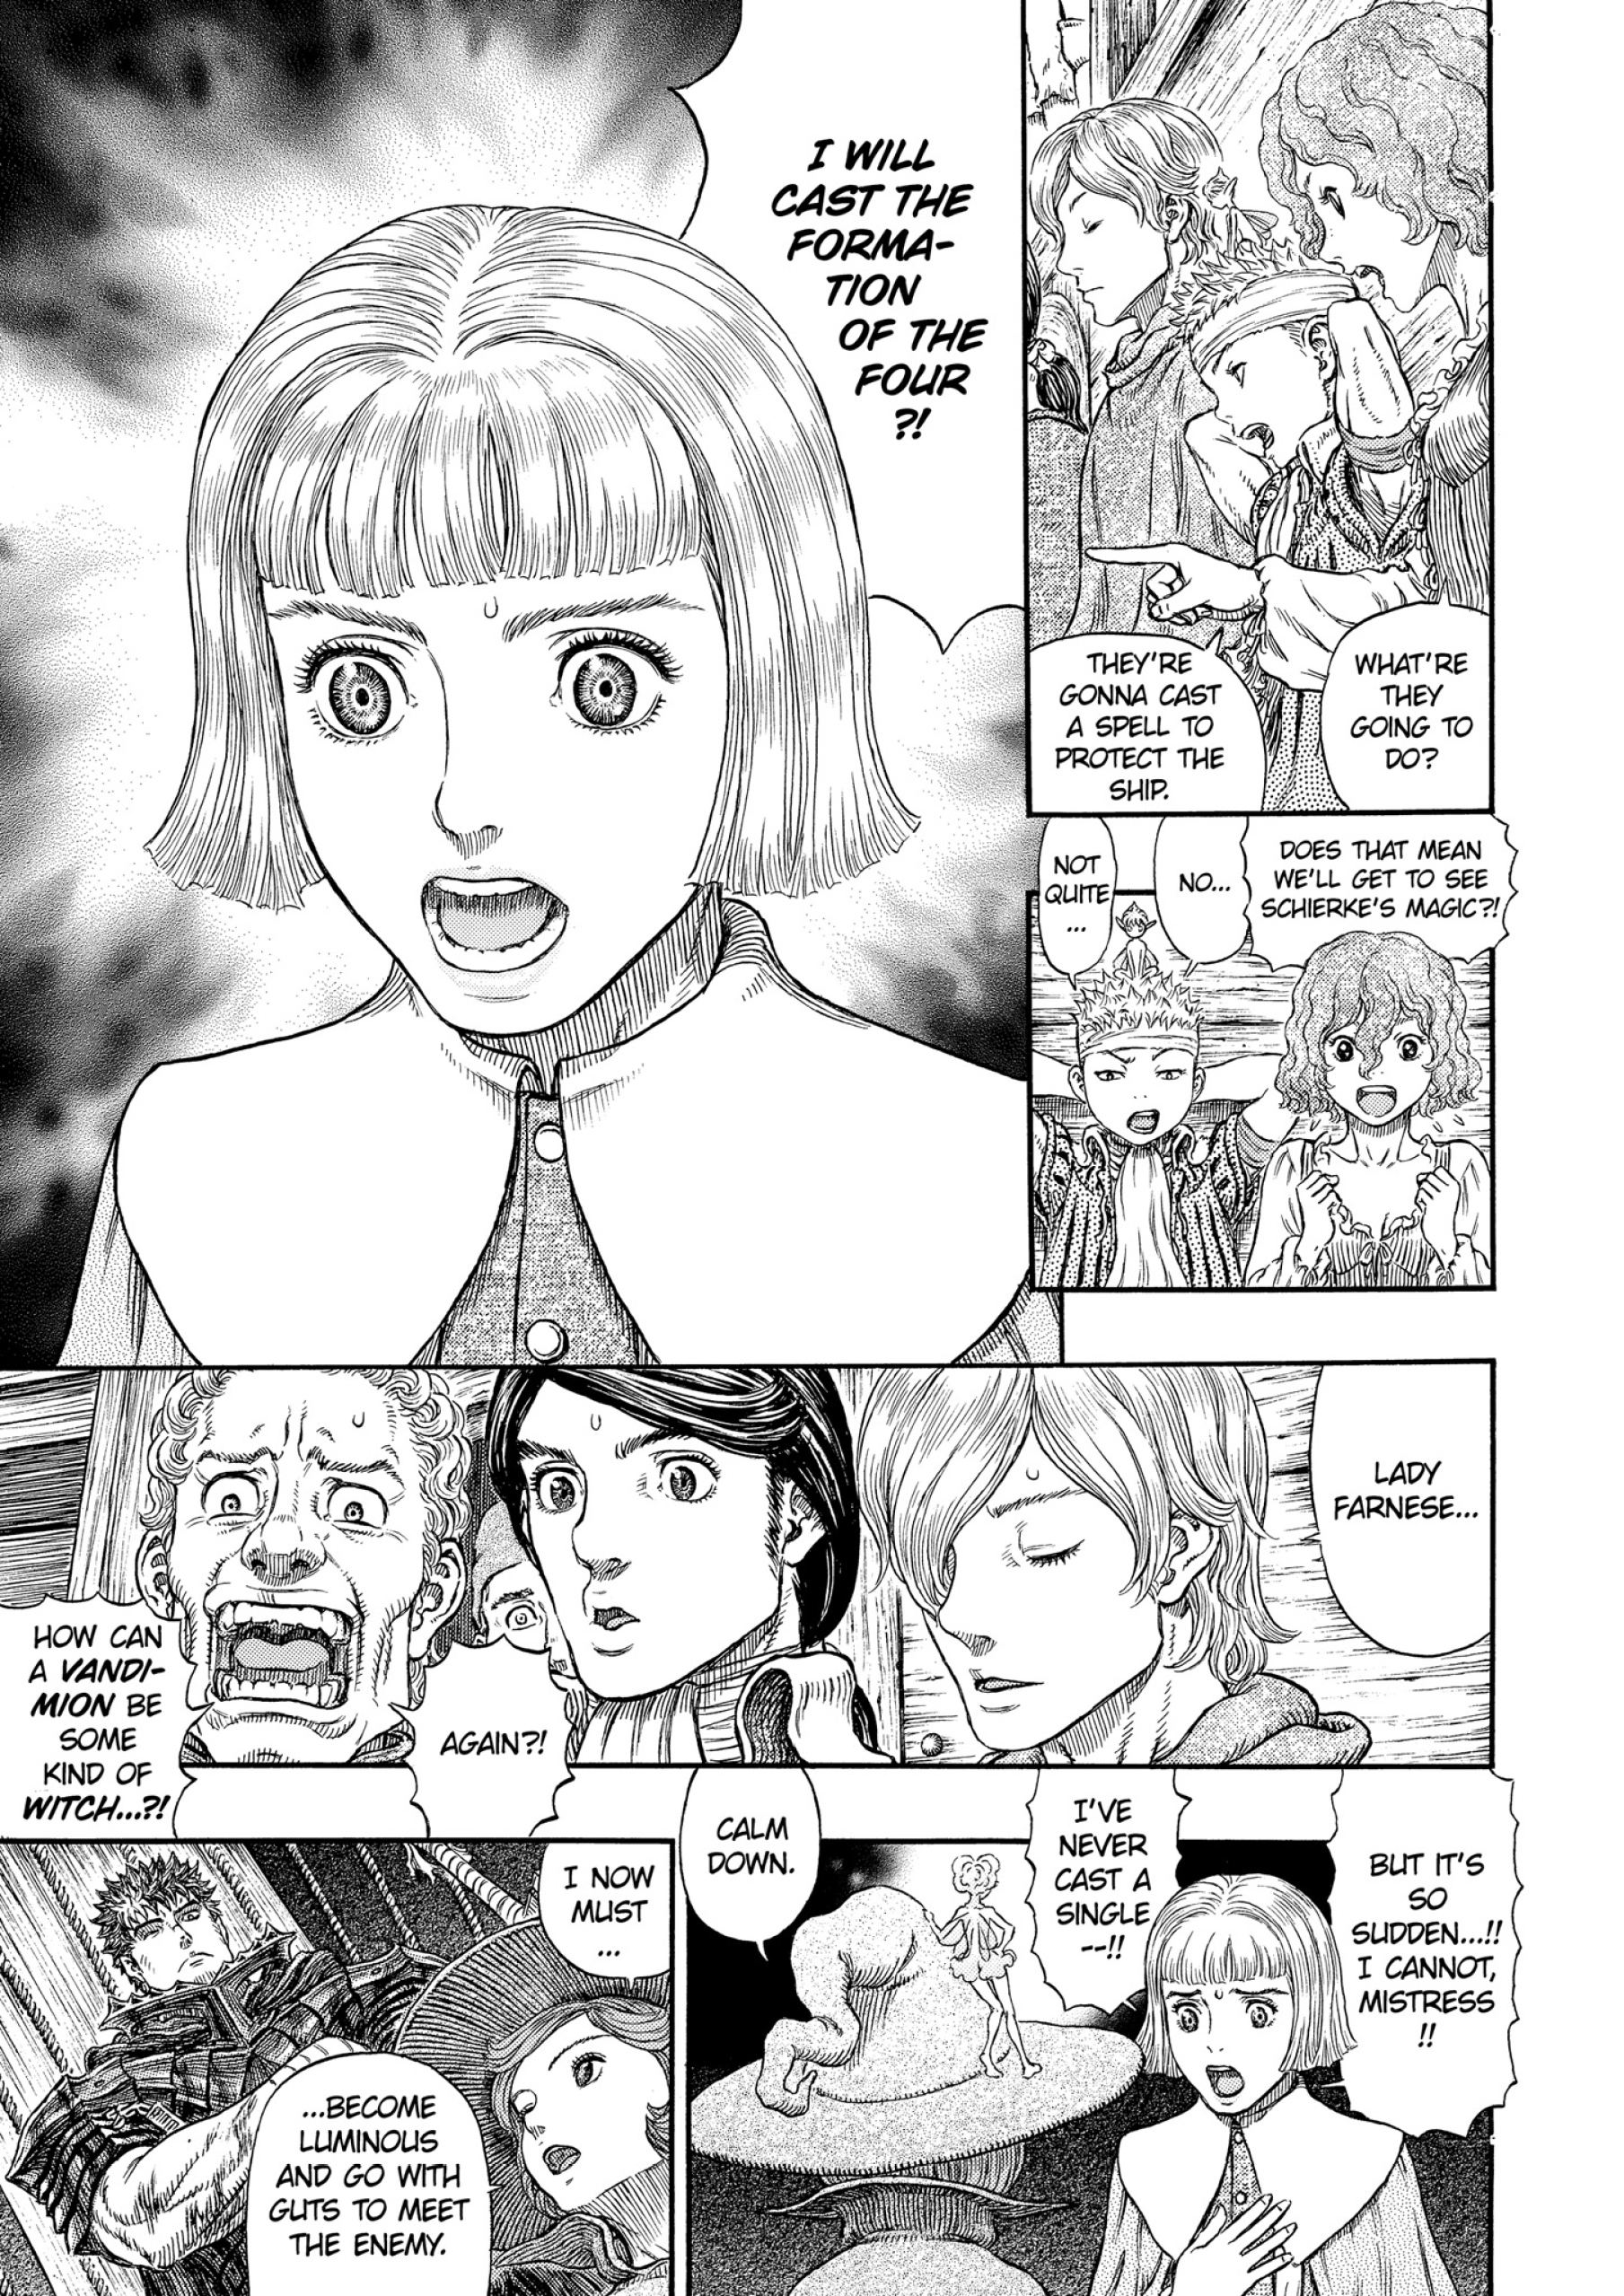 WHAT'RE
THEY
GOING TO
DO?
THEY'RE
GONNA CAST
A SPELL TO
PROTECT THE
SHIP.
DOES THAT MEAN
WE'LL GET TO SEE
SCHIERKE'S MAGIC?!
NO...
NOT
QUITE
...
I WILL
CAST THE
FORMA-
TION
OF THE
FOUR
?!
LADY
FARNESE...
AGAIN?!
HOW CAN
A VANDI-
MION BE
SOME
KIND OF
WITCH...?!
BUT IT'S
SO
SUDDEN...!!
I CANNOT,
MISTRESS
!!
I'VE
NEVER
CAST A
SINGLE
--!!
CALM
DOWN.
I NOW
MUST
...
...BECOME
LUMINOUS
AND GO WITH
GUTS TO MEET
THE ENEMY.